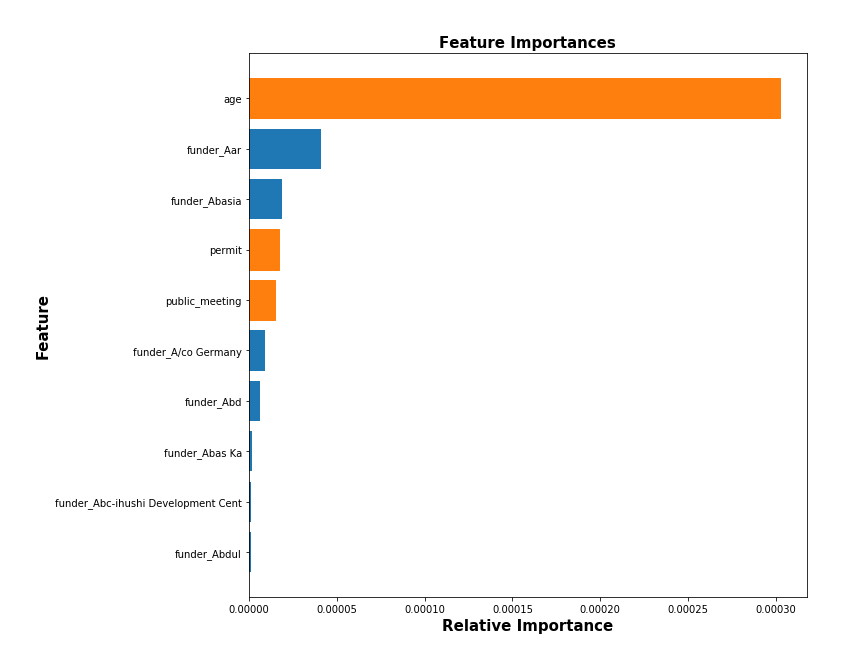 Feature Importances
age
funder_Aar
funder_Abasia
permit
public_meeting
funder_A/co Germany
funder_Abd
funder_Abas Ka
funder_Abc-ihushi Development Cent
funder_Abdul
Feature
0.00000 0.00005 0.00010 0.00015 0.00020 0.00025 0.00030
Relative Importance